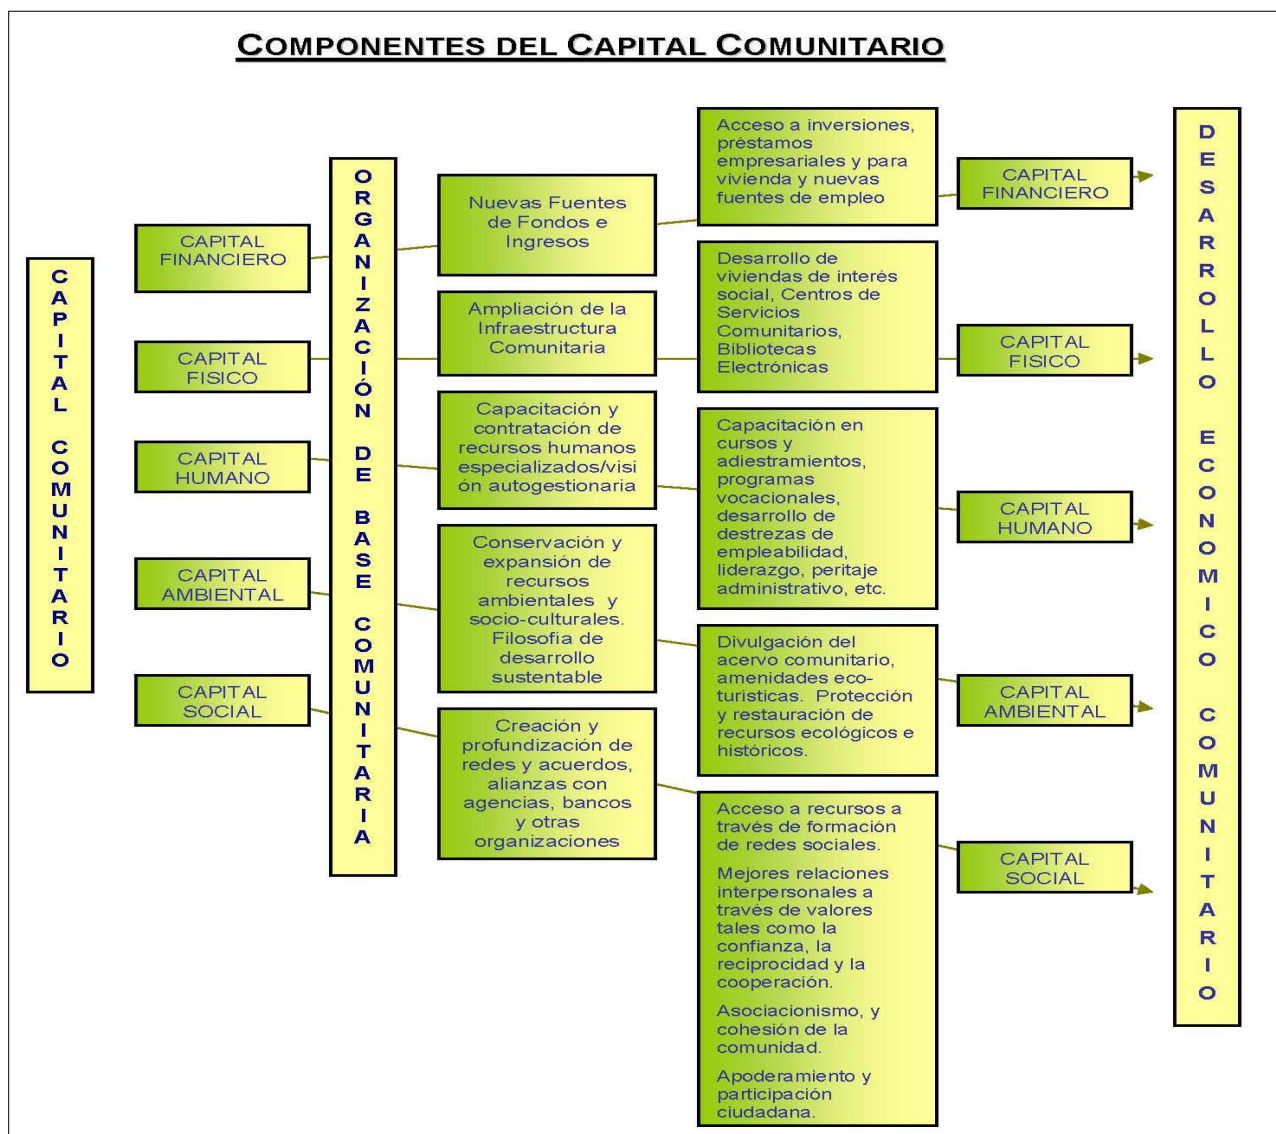 COMPONENTES DEL CAPITAL COMUNITARIO
CAPITAL COMUNITARIO
CAPITAL
FINANCIERO
CAPITAL
FISICO
CAPITAL
HUMANO
CAPITAL
AMBIENTAL
CAPITAL
SOCIAL
ORGANIZACIÓN DE BASE COMUNITARIA
Nuevas Fuentes
de Fondos e
Ingresos
Ampliación de la
Infraestructura
Comunitaria
Capacitación y
contratación de
recursos humanos
especializados/visi
ón autogestionaria
Conservación y
expansión de
recursos
ambientales y
socio-culturales.
Filosofia de
desarrollo
sustentable
Creación y
profundización de
redes y acuerdos,
alianzas con
agencias, bancos
y otras
organizaciones
Acceso a inversiones,
préstamos
empresariales y para
vivienda y nuevas
fuentes de empleo
Desarrollo de
viviendas de interés
social, Centros de
Servicios
Comunitarios,
Bibliotecas
Electrónicas
Capacitación en
cursos y
adiestramientos,
programas
vocacionales,
desarrollo de
destrezas de
empleabilidad,
liderazgo, peritaje
administrativo, etc.
Divulgación del
acervo comunitario,
amenidades eco-
turísticas. Protección
y restauración de
recursos ecológicos e
históricos.
Acceso a recursos a
través de formación
de redes sociales.
Mejores relaciones
interpersonales a
través de valores
tales como la
confianza, la
reciprocidad y la
cooperación.
Asociacionismo, y
cohesión de la
comunidad.
Apoderamiento y
participación
ciudadana.
CAPITAL
FINANCIERO
CAPITAL
FISICO
CAPITAL
HUMANO
CAPITAL
AMBIENTAL
CAPITAL
SOCIAL
DESARROLLO ECONOMICO COMUNITARIO